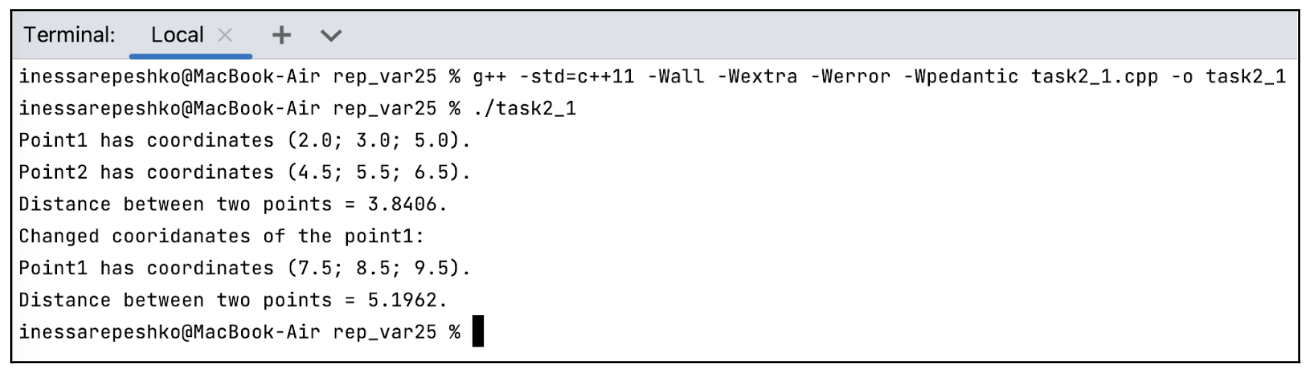 Terminal: Local × + ⌄
inessarepeshko@MacBook-Air rep_var25 % g++ -std=c++11 -Wall -Wextra -Werror -Wpedantic task2_1.cpp -o task2_1
inessarepeshko@MacBook-Air rep_var25 % ./task2_1
Point1 has coordinates (2.0; 3.0; 5.0).
Point2 has coordinates (4.5; 5.5; 6.5).
Distance between two points = 3.8406.
Changed cooridanates of the point1:
Point1 has coordinates (7.5; 8.5; 9.5).
Distance between two points = 5.1962.
inessarepeshko@MacBook-Air rep_var25 %